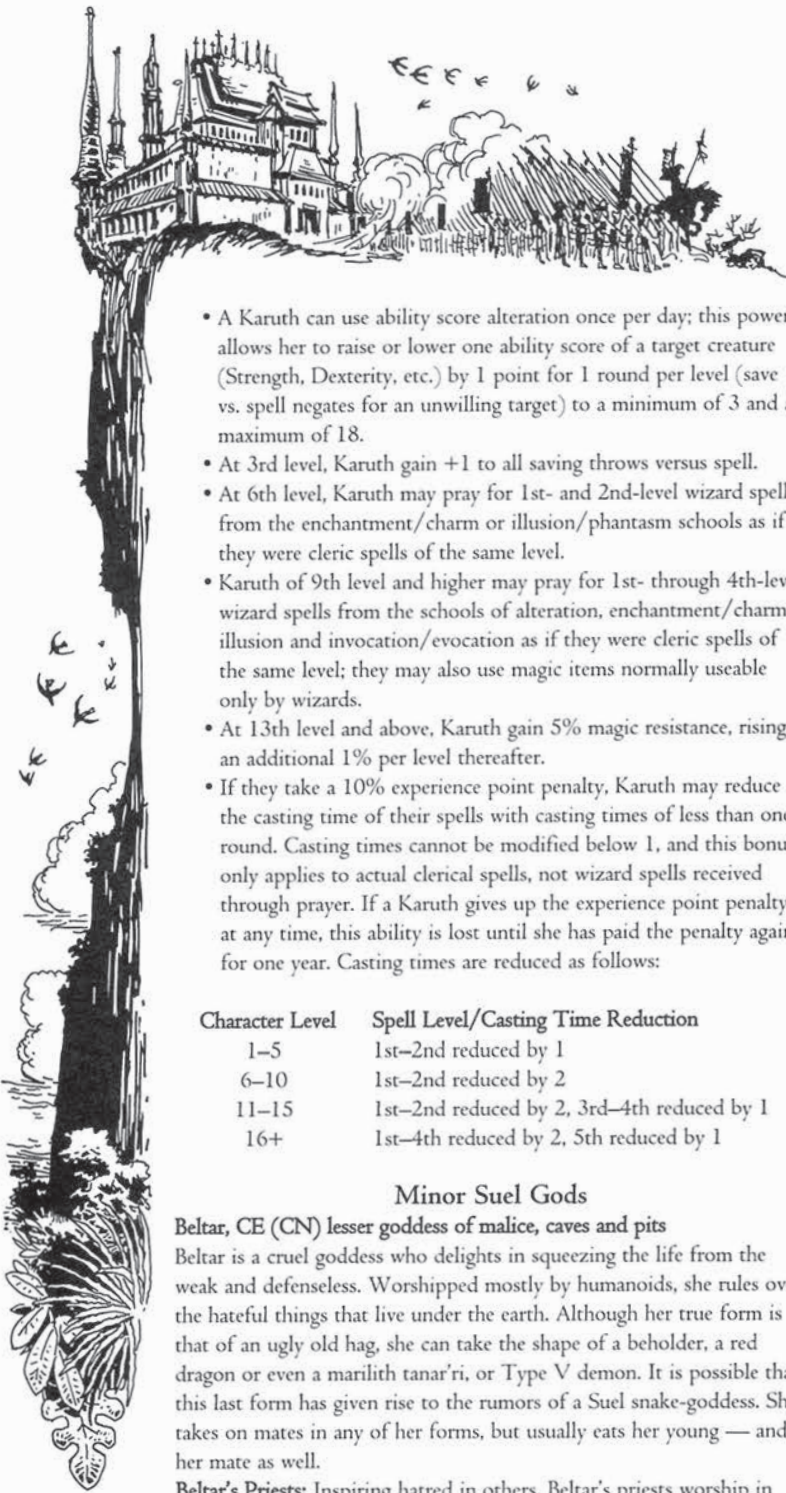 • A Karuth can use ability score alteration once per day; this power
allows her to raise or lower one ability score of a target creature
(Strength, Dexterity, etc.) by 1 point for 1 round per level (save
vs. spell negates for an unwilling target) to a minimum of 3 and
maximum of 18.
• At 3rd level, Karuth gain +1 to all saving throws versus spell.
• At 6th level, Karuth may pray for 1st- and 2nd-level wizard spell
from the enchantment/charm or illusion/phantasm schools as if
they were cleric spells of the same level.
• Karuth of 9th level and higher may pray for 1st- through 4th-lev
wizard spells from the schools of alteration, enchantment/charm
illusion and invocation/evocation as if they were cleric spells of
the same level; they may also use magic items normally useable
only by wizards.
• At 13th level and above, Karuth gain 5% magic resistance, rising
an additional 1% per level thereafter.
• If they take a 10% experience point penalty, Karuth may reduce
the casting time of their spells with casting times of less than one
round. Casting times cannot be modified below 1, and this bonu
only applies to actual clerical spells, not wizard spells received
through prayer. If a Karuth gives up the experience point penalty
at any time, this ability is lost until she has paid the penalty again
for one year. Casting times are reduced as follows:
Character Level Spell Level/Casting Time Reduction
1–5 1st–2nd reduced by 1
6–10 1st–2nd reduced by 2
11–15 1st–2nd reduced by 2, 3rd–4th reduced by 1
16+ 1st–4th reduced by 2, 5th reduced by 1
Minor Suel Gods
Beltar, CE (CN) lesser goddess of malice, caves and pits
Beltar is a cruel goddess who delights in squeezing the life from the
weak and defenseless. Worshipped mostly by humanoids, she rules ov
the hateful things that live under the earth. Although her true form is
that of an ugly old hag, she can take the shape of a beholder, a red
dragon or even a marilith tanar'ri, or Type V demon. It is possible tha
this last form has given rise to the rumors of a Suel snake-goddess. Sh
takes on mates in any of her forms, but usually eats her young — and
her mate as well.
Beltar's Priests: Inspiring hatred in others, Beltar's priests worship in